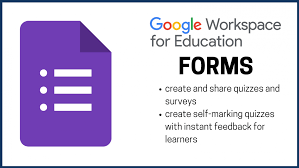 Google Workspace
for Education
FORMS
• create and share quizzes and
surveys
• create self-marking quizzes
with instant feedback for
learners